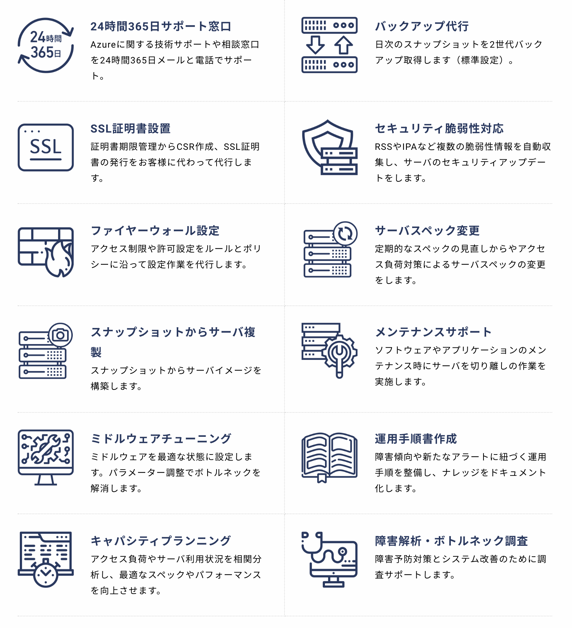 24時間
365日
24時間365日サポート窓口
Azureに関する技術サポートや相談窓口
を24時間365日メールと電話でサポー
ト。
バックアップ代行
日次のスナップショットを2世代バック
アップ取得します（標準設定）。
SSL
SSL証明書設置
証明書期限管理からCSR作成、SSL証明
書の発行をお客様に代わって代行しま
す。
セキュリティ脆弱性対応
RSSやIPAなど複数の脆弱性情報を自動収
集し、サーバのセキュリティアップデー
トをします。
ファイヤーウォール設定
アクセス制限や許可設定をルールとポリ
シーに沿って設定作業を代行します。
サーバスペック変更
定期的なスペックの見直しからやアクセ
ス負荷対策によるサーバスペックの変更
をします。
スナップショットからサーバ複
製
スナップショットからサーバイメージを
構築します。
メンテナンスサポート
ソフトウェアやアプリケーションのメン
テナンス時にサーバを切り離しの作業を
実施します。
ミドルウェアチューニング
ミドルウェアを最適な状態に設定しま
す。パラメーター調整でボトルネックを
解消します。
運用手順書作成
障害傾向や新たなアラートに紐づく運用
手順を整備し、ナレッジをドキュメント
化します。
キャパシティプランニング
アクセス負荷やサーバ利用状況を相関分
析し、最適なスペックやパフォーマンス
を向上させます。
障害解析・ボトルネック調査
障害予防対策とシステム改善のために調
査サポートします。